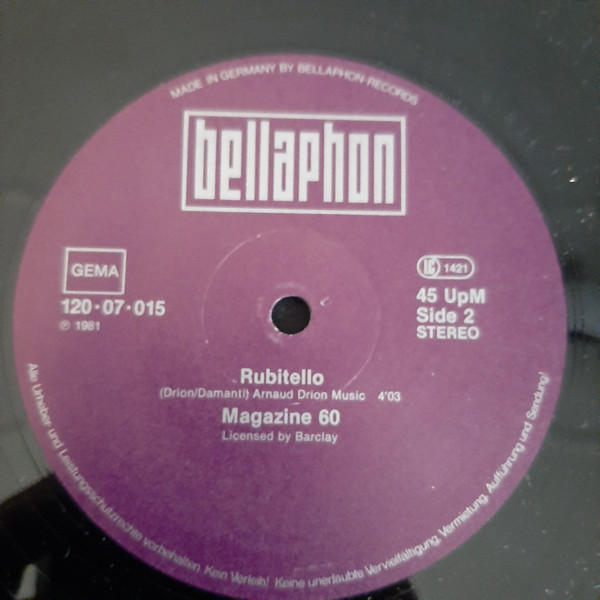 MADE IN GERMANY BY BELLAPHON RECORDS
bellaphon
GEMA
120·07·015
℗ 1981
LC 1421
45 UpM
Side 2
STEREO
Rubitello
(Drion/Damanti) Arnaud Drion Music 4'03
Magazine 60
Licensed by Barclay
Alle Urheber und Leistungsschutzrechte vorbehalten Kein Verleih! Keine unerlaubte Vervielfältigung, Vermietung, Aufführung und Sendung!